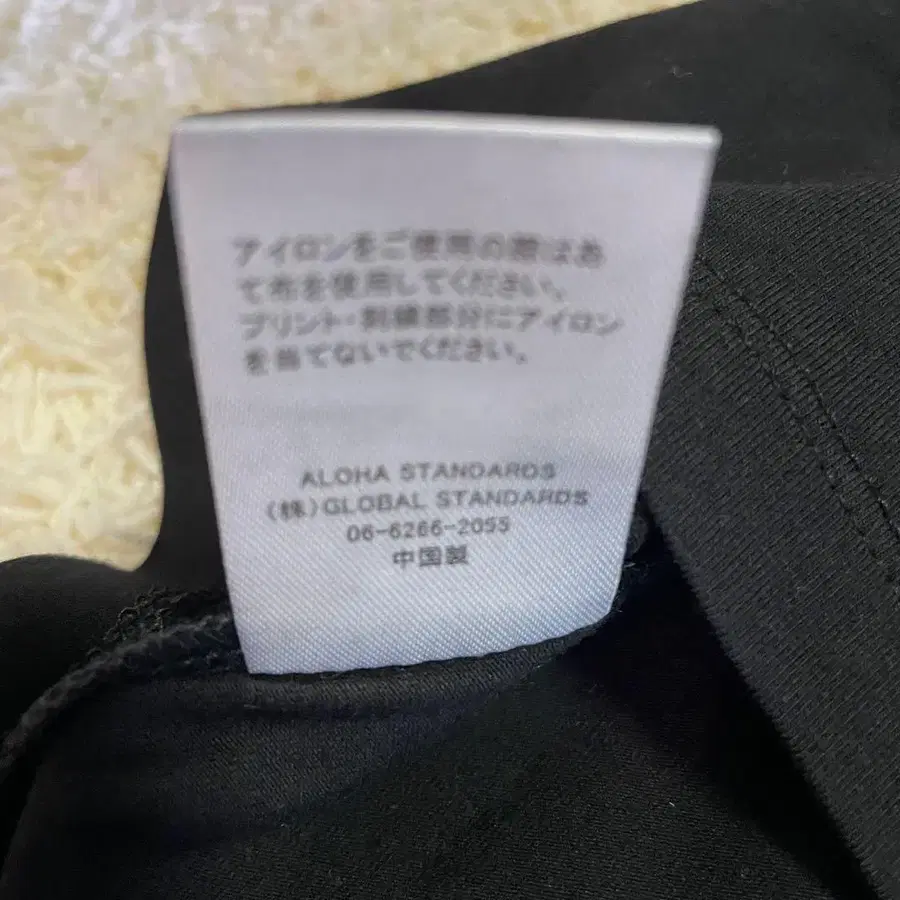 アイロンをご使用の際はあ
て布を使用してください。
プリント・刺繍部分にアイロン
を当てないでください。
ALOHA STANDARDS
(株)GLOBAL STANDARDS
06-6266-2055
中国製